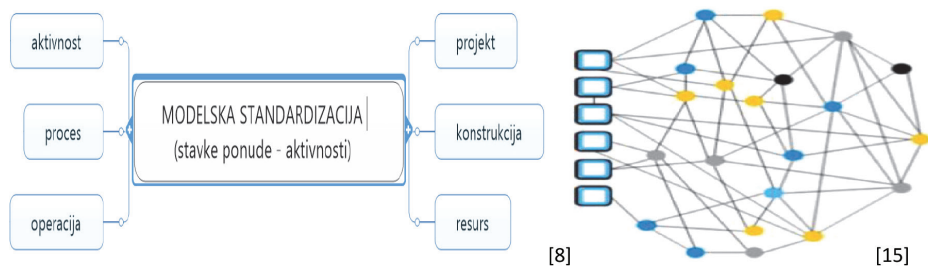 aktivnost
proces
operacija
MODELSKA STANDARDIZACIJA
(stavke ponude - aktivnosti)
projekt
konstrukcija
resurs
[8]
[15]